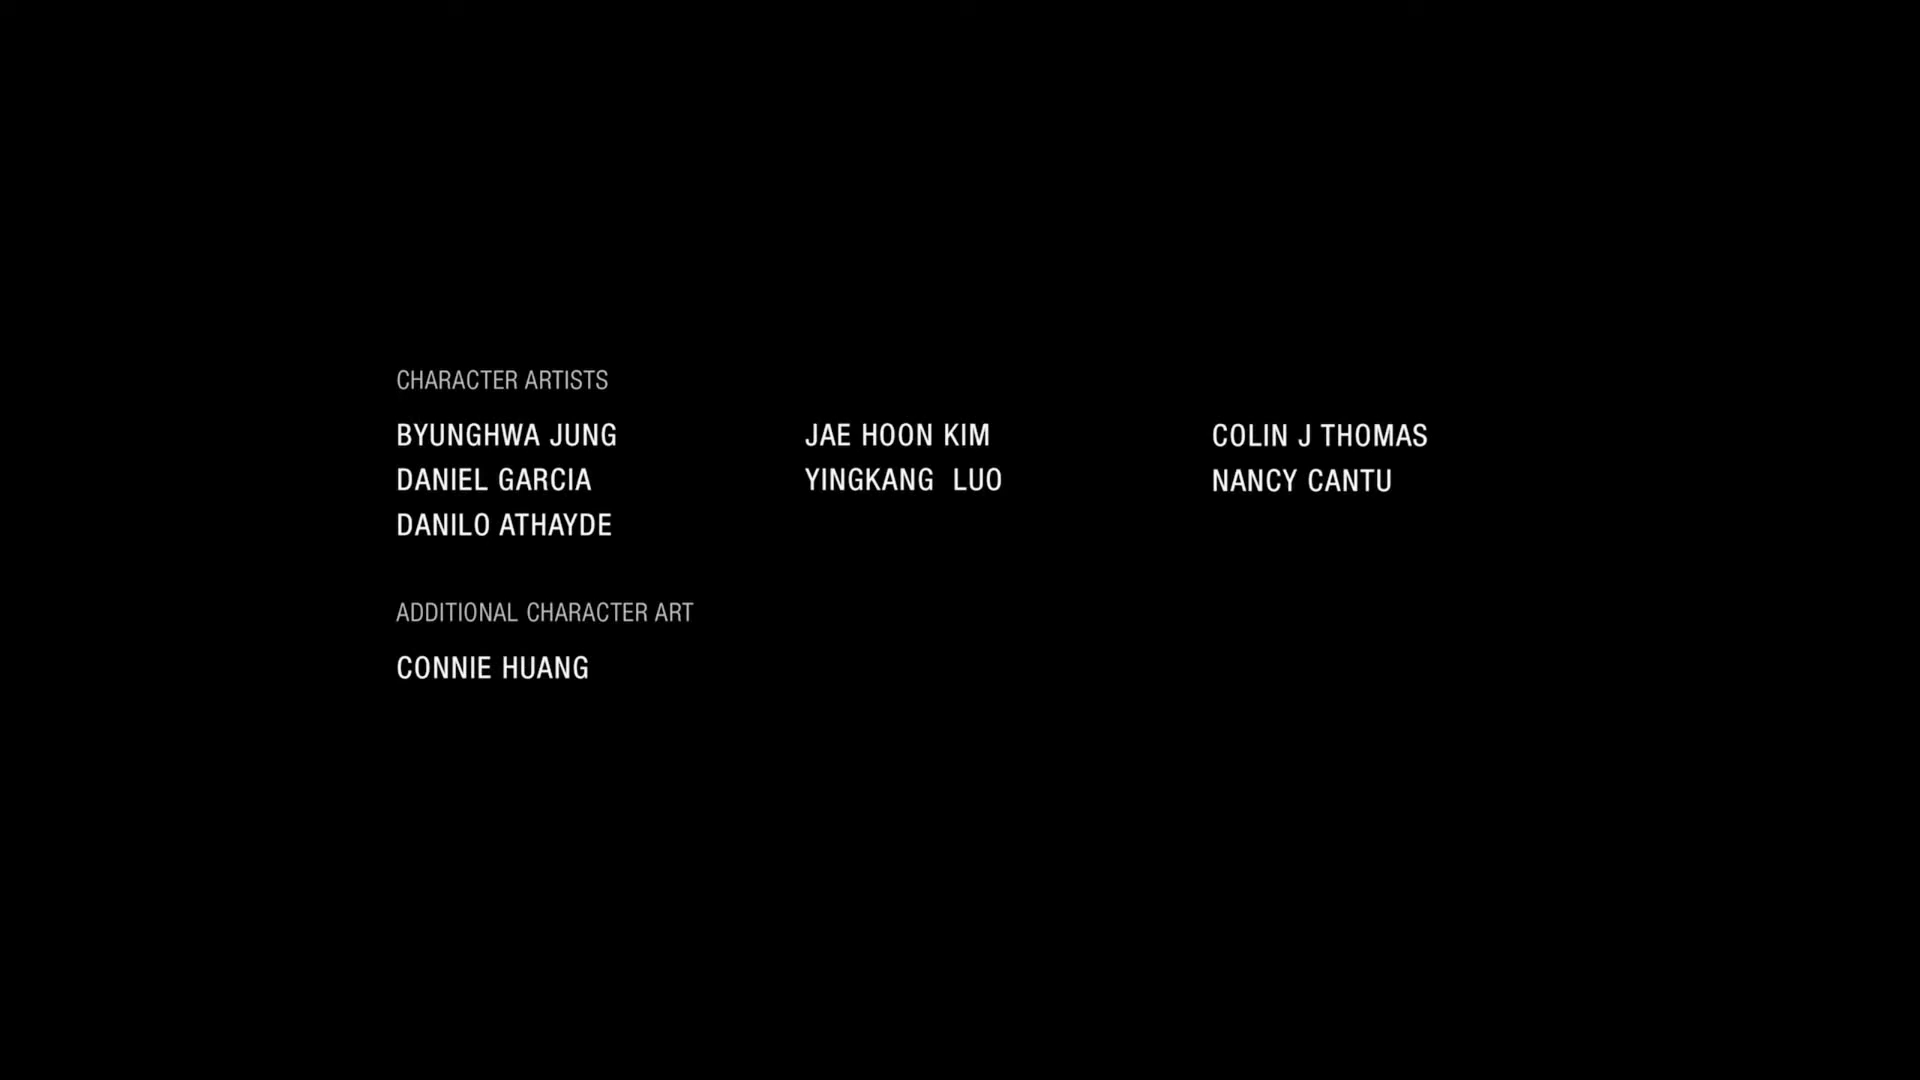 CHARACTER ARTISTS
BYUNGHWA JUNG
DANIEL GARCIA
DANILO ATHAYDE
JAE HOON KIM
YINGKANG  LUO
COLIN J THOMAS
NANCY CANTU
ADDITIONAL CHARACTER ART
CONNIE HUANG